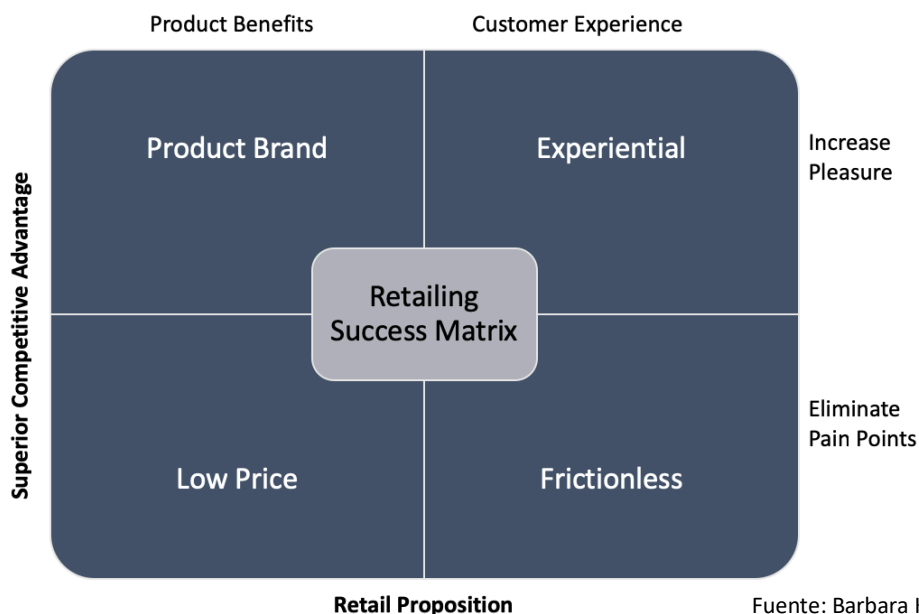 Product Benefits
Customer Experience
Product Brand
Experiential
Increase
Pleasure
Superior Competitive Advantage
Retailing
Success Matrix
Low Price
Frictionless
Eliminate
Pain Points
Retail Proposition
Fuente: Barbara